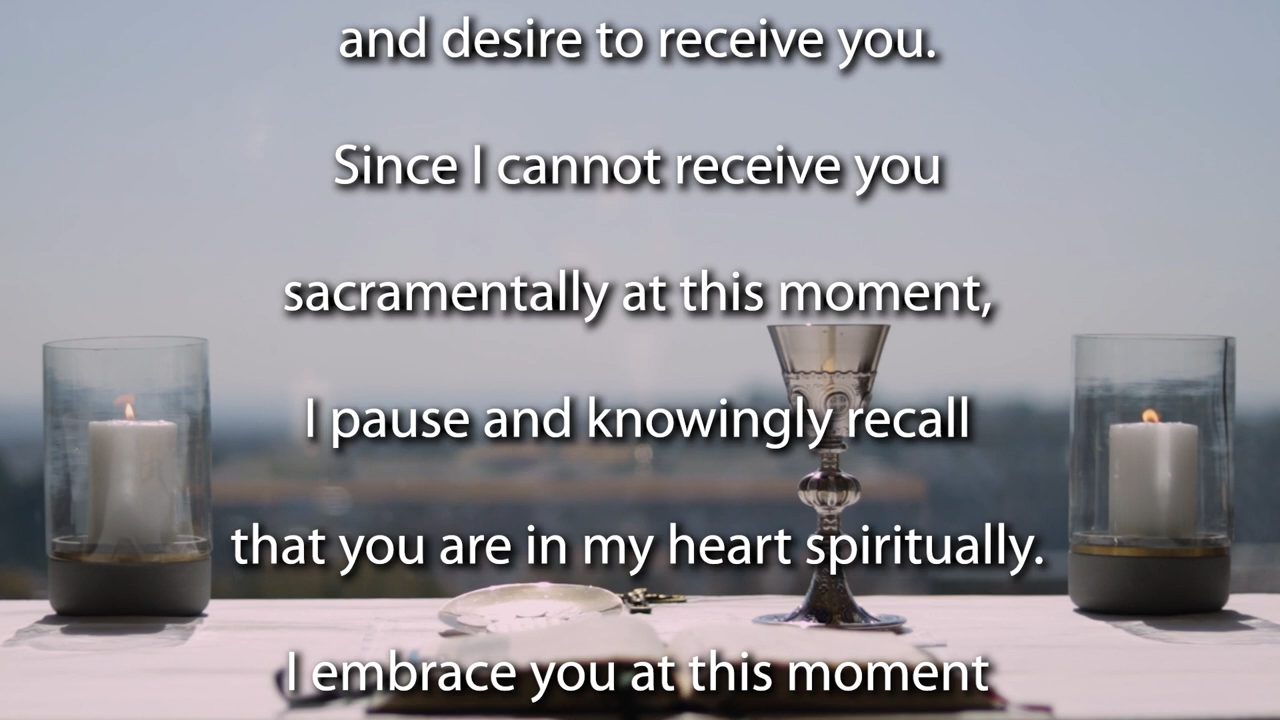 and desire to receive you.
Since I cannot receive you
sacramentally at this moment,
I pause and knowingly recall
that you are in my heart spiritually.
I embrace you at this moment